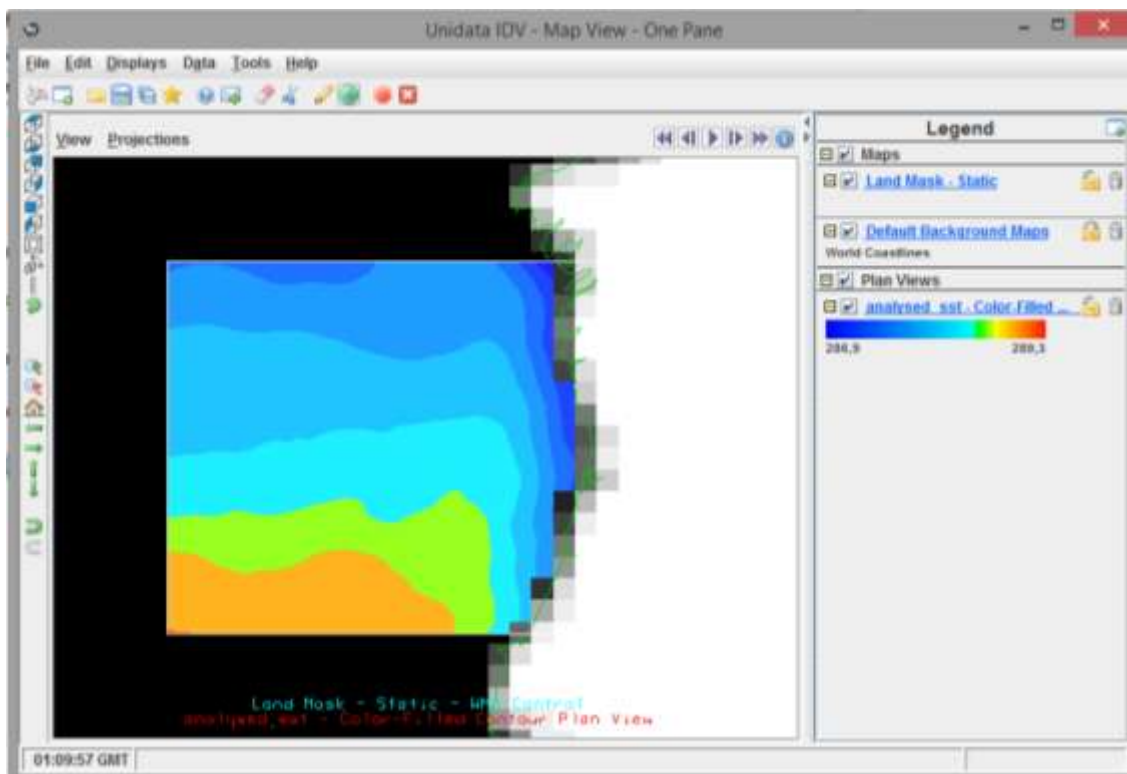 Unidata IDV - Map View - One Pane
File Edit Displays Data Tools Help
View Projections
Legend
Maps
Land Mask - Static
Default Background Maps
World Coastlines
Plan Views
analysed_sst - Color-Filled ...
286,9
Land Mask - Static - WMS Control
analysed_sst - Color-Filled Contour Plan View
01:09:57 GMT